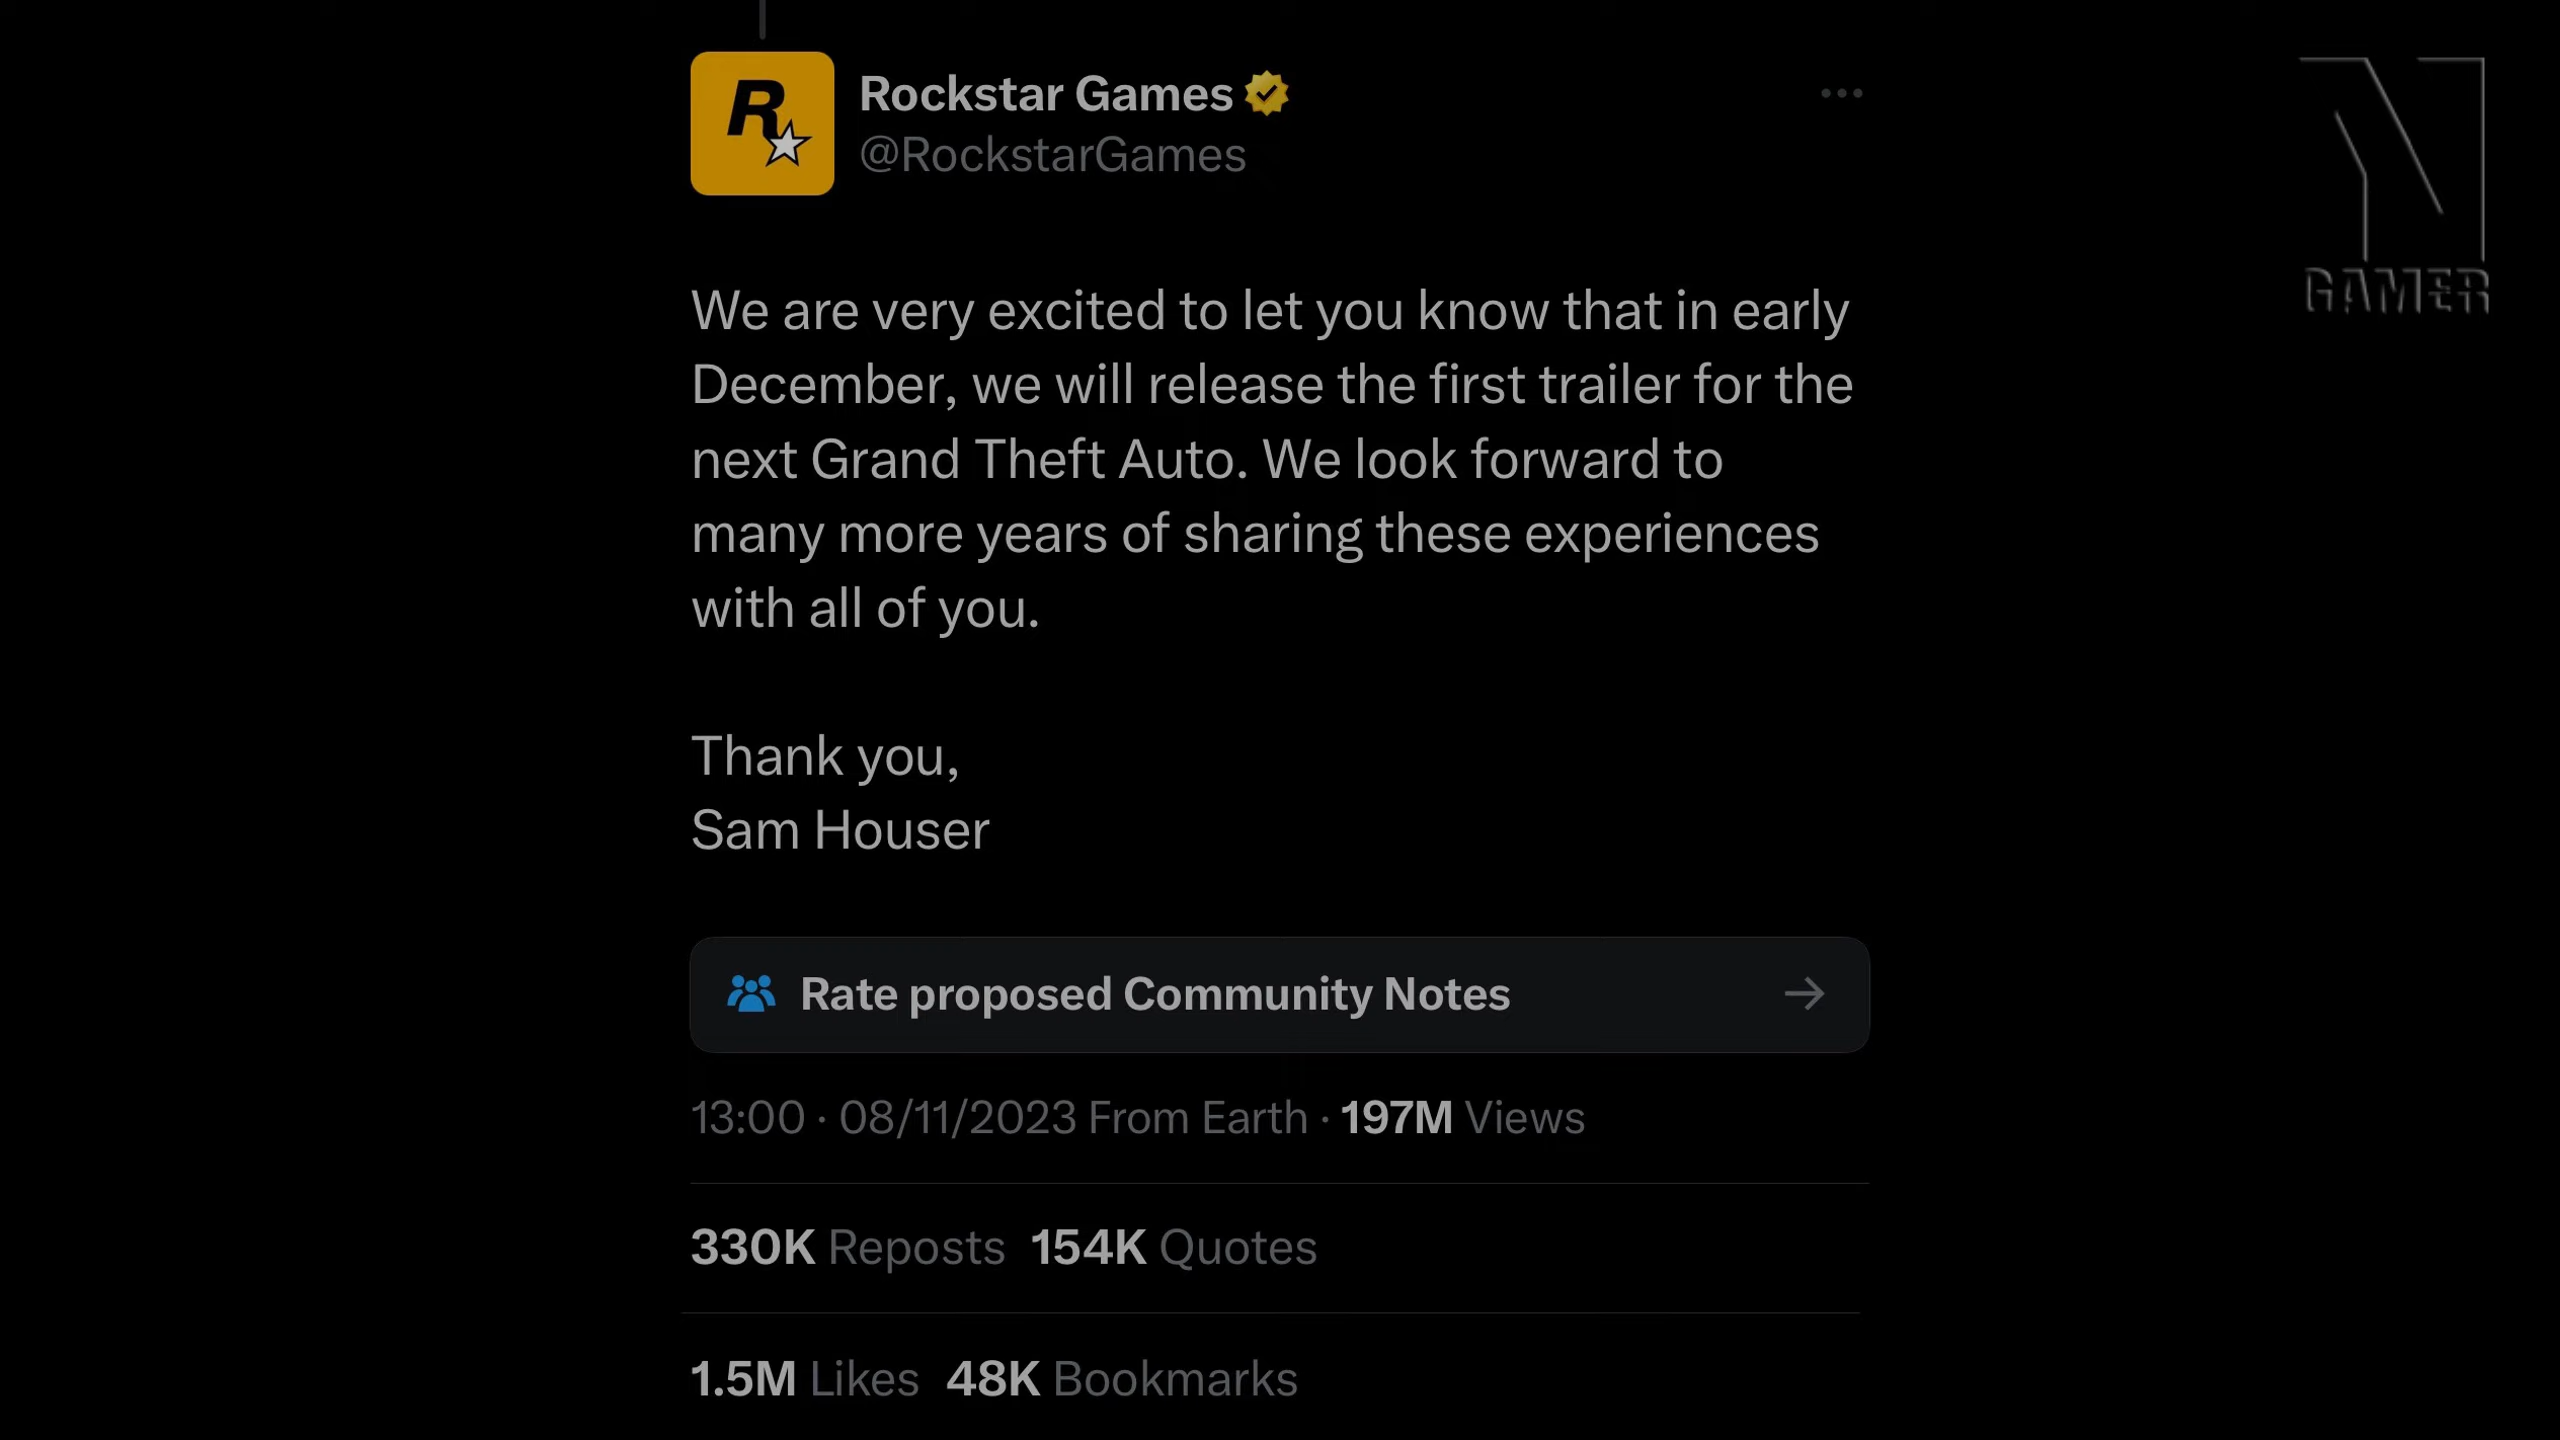 Rockstar Games
@RockstarGames
We are very excited to let you know that in early
December, we will release the first trailer for the
next Grand Theft Auto. We look forward to
many more years of sharing these experiences
with all of you.
Thank you,
Sam Houser
Rate proposed Community Notes
13:00 · 08/11/2023 From Earth · 197M Views
330K Reposts 154K Quotes
1.5M Likes 48K Bookmarks
R
GAMER